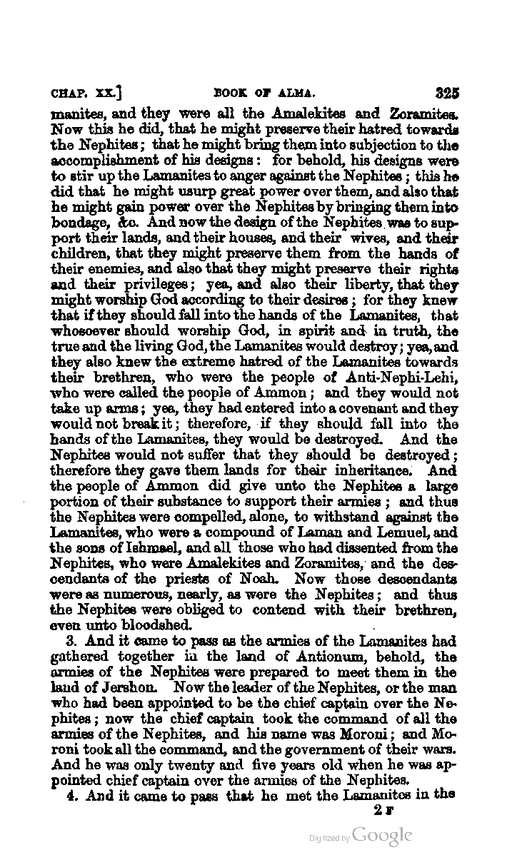 CHAP. XX.] BOOK OF ALMA. 325
manites, and they were all the Amalekites and Zoramites.
Now this he did, that he might preserve their hatred towards
the Nephites; that he might bring them into subjection to the
accomplishment of his designs: for behold, his designs were
to stir up the Lamanites to anger against the Nephites; this he
did that he might usurp great power over them, and also that
he might gain power over the Nephites by bringing them into
bondage, &c. And now the design of the Nephites was to sup-
port their lands, and their houses, and their wives, and their
children, that they might preserve them from the hands of
their enemies, and also that they might preserve their rights
and their privileges; yea, and also their liberty, that they
might worship God according to their desires; for they knew
that if they should fall into the hands of the Lamanites, that
whosoever should worship God, in spirit and in truth, the
true and the living God, the Lamanites would destroy; yea, and
they also knew the extreme hatred of the Lamanites towards
their brethren, who were the people of Anti-Nephi-Lehi,
who were called the people of Ammon; and they would not
take up arms; yea, they had entered into a covenant and they
would not break it; therefore, if they should fall into the
hands of the Lamanites, they would be destroyed. And the
Nephites would not suffer that they should be destroyed;
therefore they gave them lands for their inheritance. And
the people of Ammon did give unto the Nephites a large
portion of their substance to support their armies; and thus
the Nephites were compelled, alone, to withstand against the
Lamanites, who were a compound of Laman and Lemuel, and
the sons of Ishmael, and all those who had dissented from the
Nephites, who were Amalekites and Zoramites, and the des-
cendants of the priests of Noah. Now those descendants
were as numerous, nearly, as were the Nephites; and thus
the Nephites were obliged to contend with their brethren,
even unto bloodshed.
3. And it came to pass as the armies of the Lamanites had
gathered together in the land of Antionum, behold, the
armies of the Nephites were prepared to meet them in the
land of Jershon. Now the leader of the Nephites, or the man
who had been appointed to be the chief captain over the Ne-
phites; now the chief captain took the command of all the
armies of the Nephites, and his name was Moroni; and Mo-
roni took all the command, and the government of their wars.
And he was only twenty and five years old when he was ap-
pointed chief captain over the armies of the Nephites.
4. And it came to pass that he met the Lamanites in the
2 F
Digitized by Google